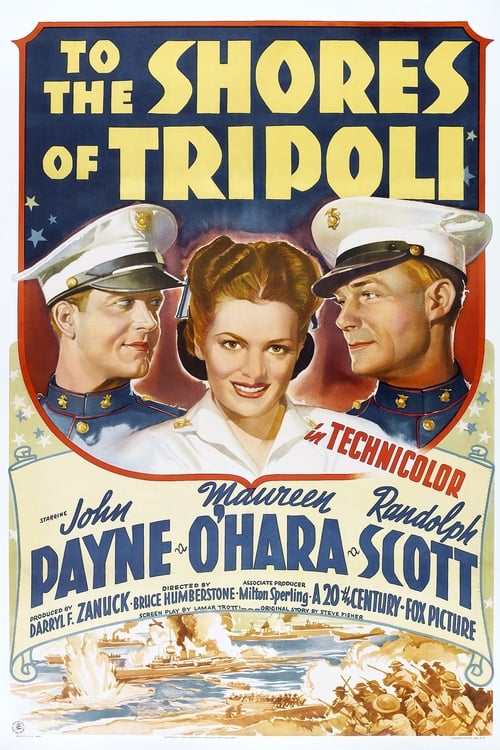 TO THE SHORES
OF TRIPOLI
in TECHNICOLOR
STARRING John PAYNE - Maureen O'HARA - Randolph SCOTT
PRODUCED BY DARRYL F. ZANUCK - DIRECTED BY BRUCE HUMBERSTONE - ASSOCIATE PRODUCER Milton Sperling - A 20th CENTURY-FOX PICTURE
SCREEN PLAY BY LAMAR TROTTI - ORIGINAL STORY BY STEVE FISHER